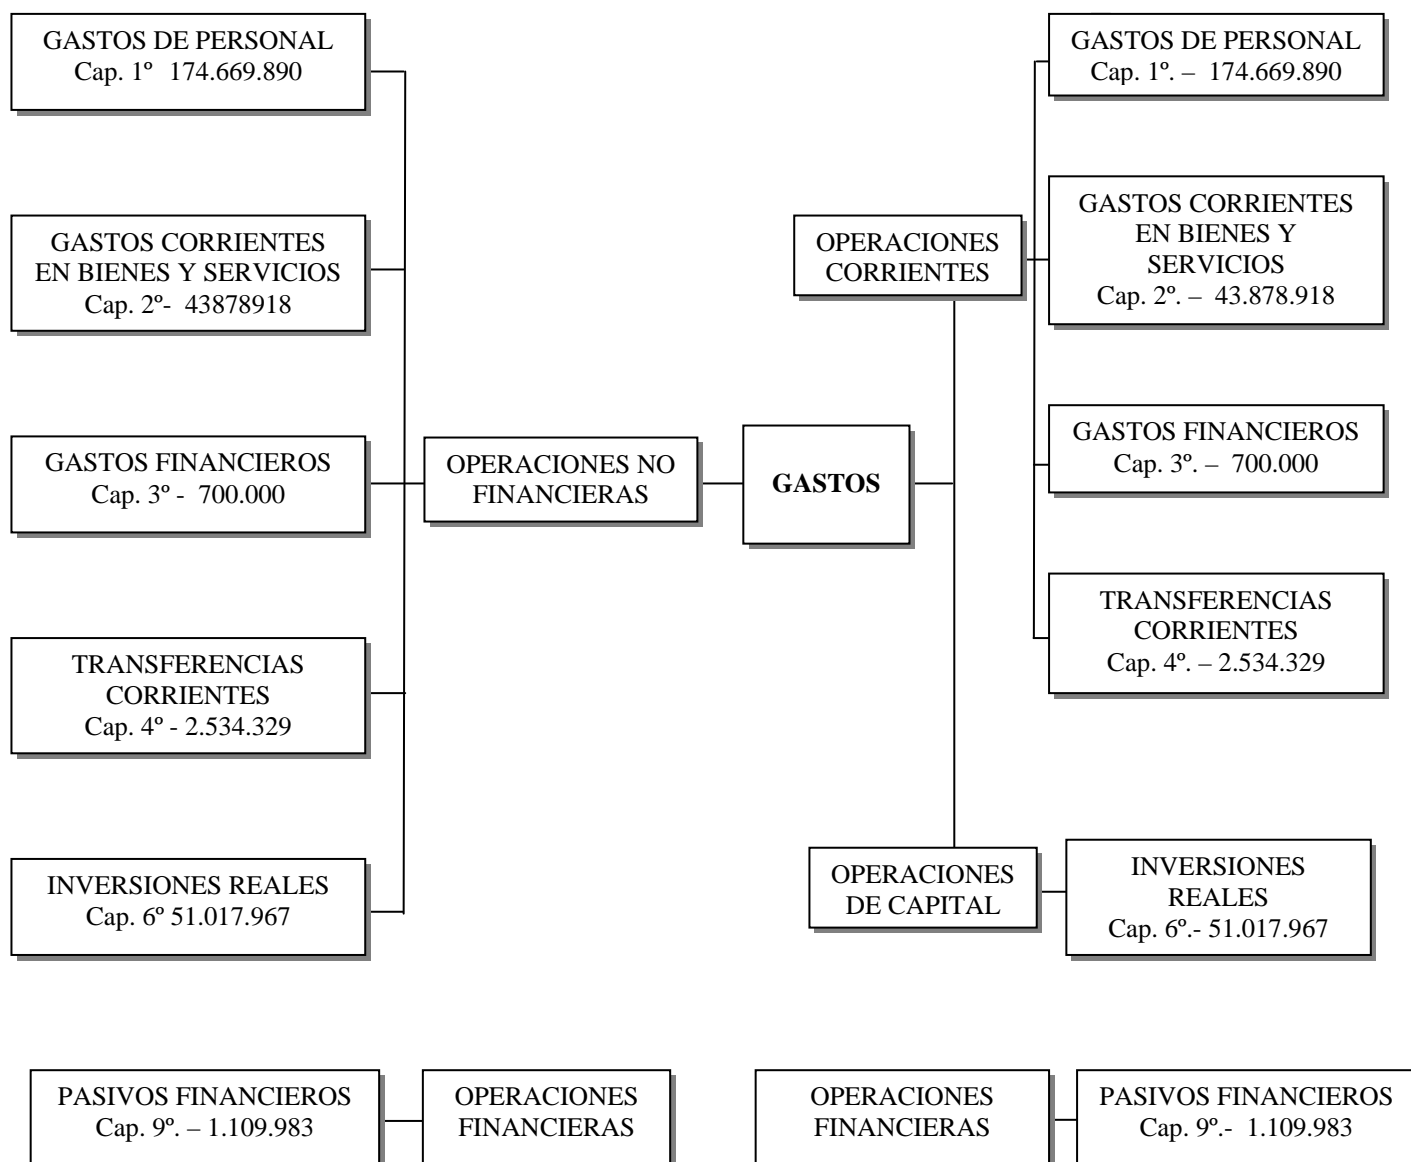 GASTOS DE PERSONAL
Cap. 1º 174.669.890
GASTOS CORRIENTES
EN BIENES Y SERVICIOS
Cap. 2º- 43878918
GASTOS FINANCIEROS
Cap. 3º - 700.000
TRANSFERENCIAS
CORRIENTES
Cap. 4º - 2.534.329
INVERSIONES REALES
Cap. 6º 51.017.967
OPERACIONES NO
FINANCIERAS
GASTOS
OPERACIONES
CORRIENTES
OPERACIONES
DE CAPITAL
GASTOS DE PERSONAL
Cap. 1º. – 174.669.890
GASTOS CORRIENTES
EN BIENES Y
SERVICIOS
Cap. 2º. – 43.878.918
GASTOS FINANCIEROS
Cap. 3º. – 700.000
TRANSFERENCIAS
CORRIENTES
Cap. 4º. – 2.534.329
INVERSIONES
REALES
Cap. 6º.- 51.017.967
PASIVOS FINANCIEROS
Cap. 9º. – 1.109.983
OPERACIONES
FINANCIERAS
OPERACIONES
FINANCIERAS
PASIVOS FINANCIEROS
Cap. 9º.- 1.109.983